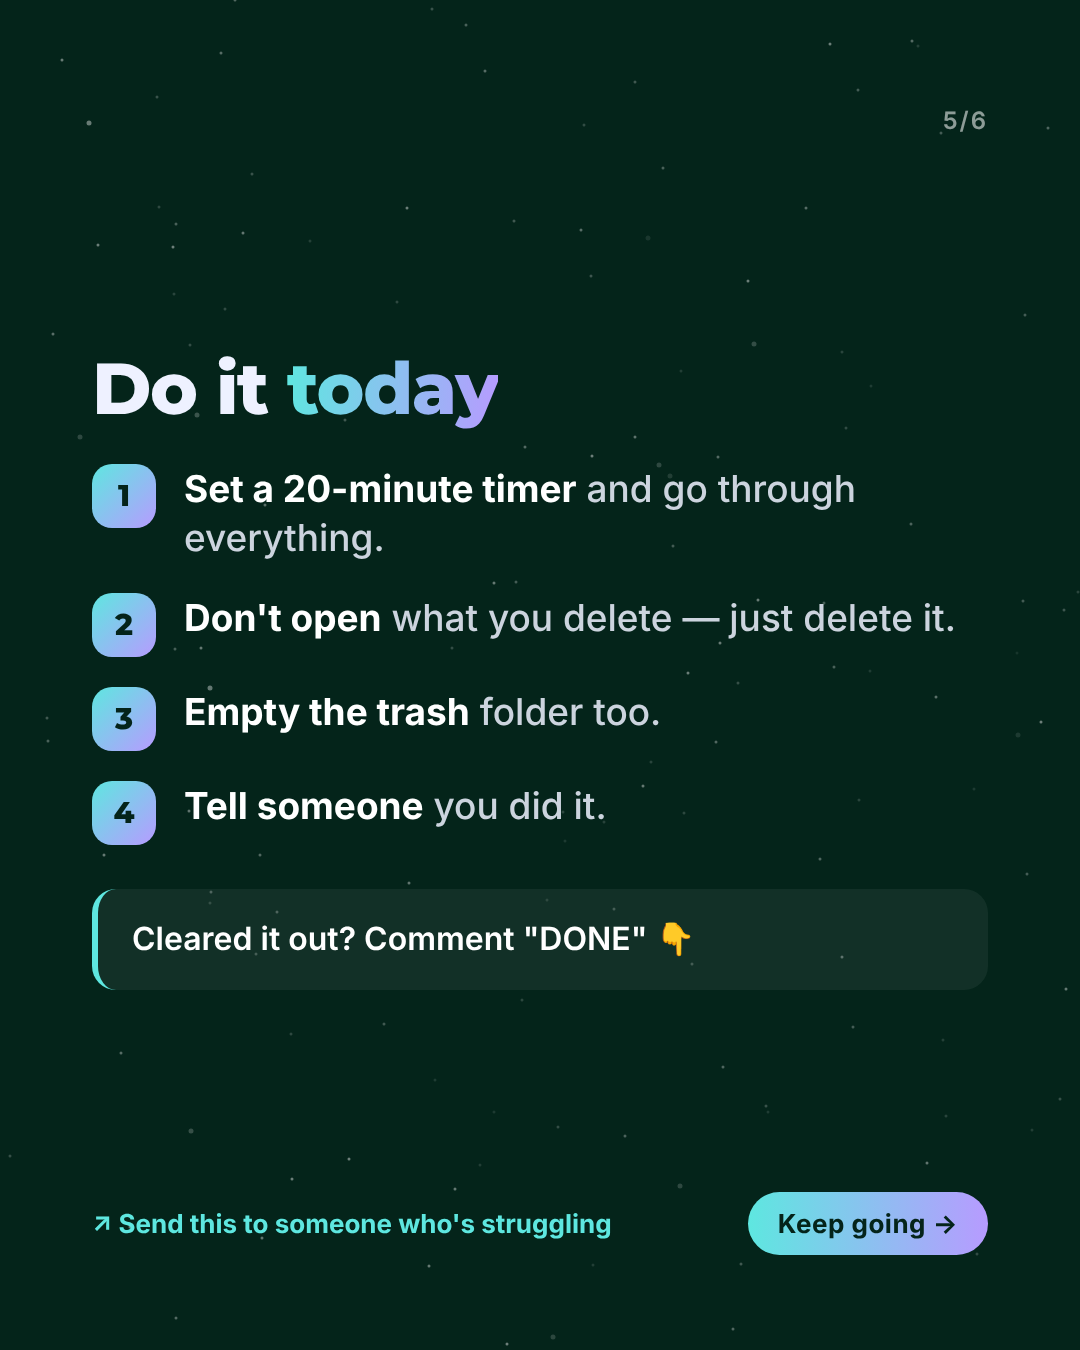 5/6
Do it today
1 Set a 20-minute timer and go through
everything.
2 Don't open what you delete — just delete it.
3 Empty the trash folder too.
4 Tell someone you did it.
Cleared it out? Comment "DONE" 👇
↗ Send this to someone who's struggling
Keep going →